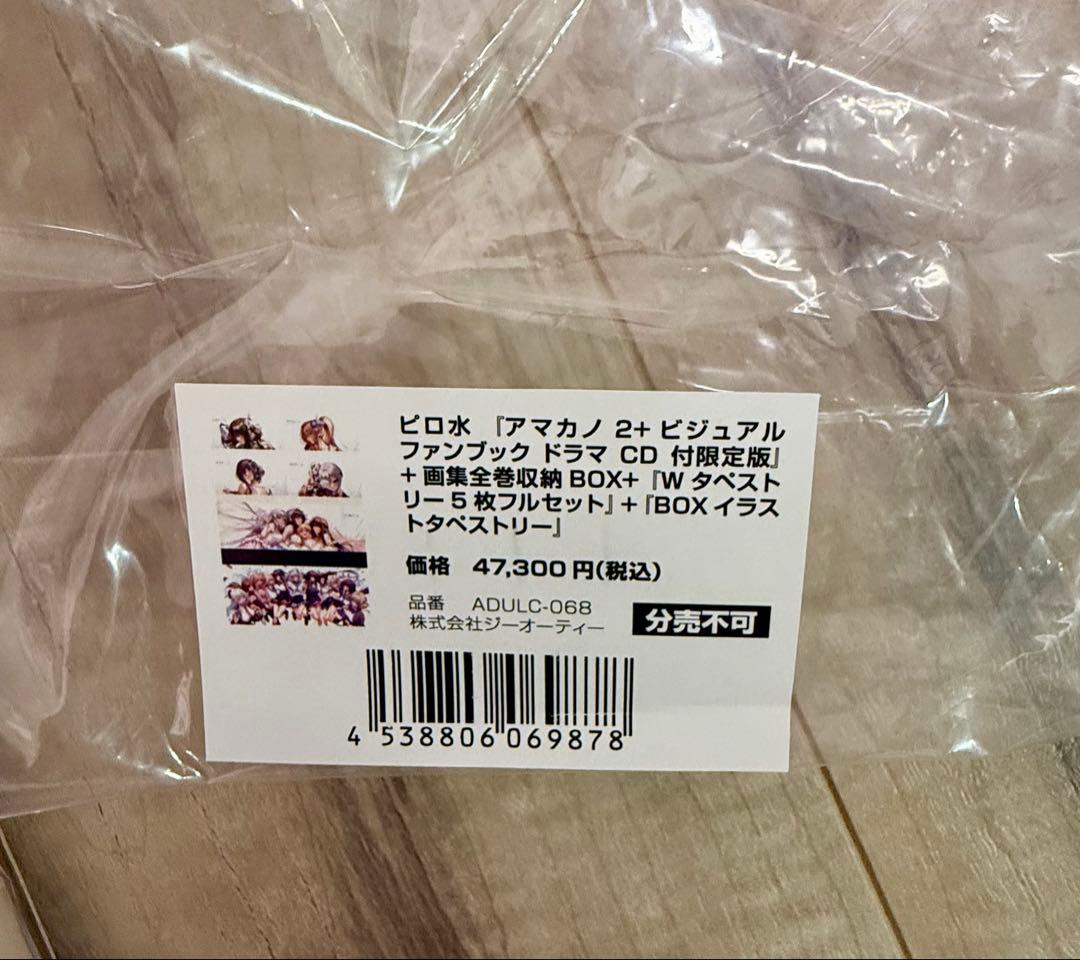 ピロ水 『アマカノ 2+ ビジュアル
ファンブック ドラマ CD 付限定版』
+ 画集全巻収納 BOX+『W タペスト
リー 5 枚フルセット』+『BOX イラス
トタペストリー』
価格 47,300 円(税込)
品番 ADULC-068
株式会社ジーオーティー
分売不可
4 538806 069878